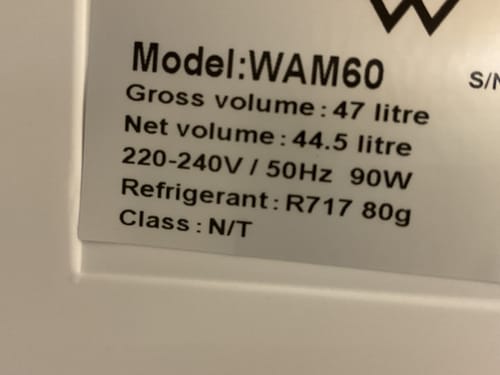 W
Model:WAM60
S/N
Gross volume : 47 litre
Net volume : 44.5 litre
220-240V / 50Hz 90W
Refrigerant : R717 80g
Class : N/T